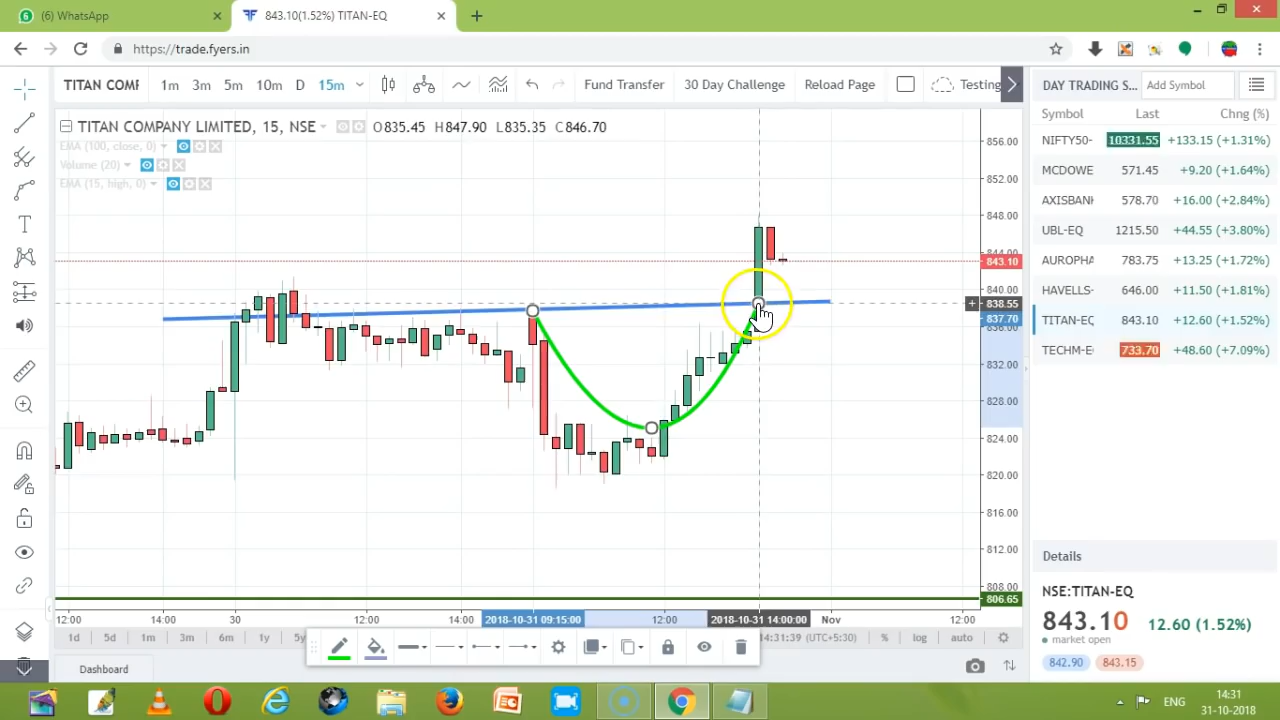 (6) WhatsApp
843.10(1.52%) TITAN-EQ
https://trade.fyers.in
TITAN COMF 1m 3m 5m 10m D 15m Fund Transfer 30 Day Challenge Reload Page Testing
TITAN COMPANY LIMITED, 15, NSE O835.45 H847.90 L835.35 C846.70
EMA (100, close, 0)
Volume (20)
EMA (15, high, 0)
856.00
852.00
848.00
844.00
843.10
840.00
838.55
837.70
836.00
832.00
828.00
824.00
820.00
816.00
812.00
808.00
806.65
12:00 14:00 30 12:00 14:00 2018-10-31 09:15:00 12:00 2018-10-31 14:00:00 Nov 12:00
1d 5d 1m 3m 6m 1y 5y 14:31:39 (UTC+5:30) % log auto
Dashboard
DAY TRADING S... Add Symbol
Symbol Last Chng (%)
NIFTY50- 10331.55 +133.15 (+1.31%)
MCDOWE 571.45 +9.20 (+1.64%)
AXISBANK 578.70 +16.00 (+2.84%)
UBL-EQ 1215.50 +44.55 (+3.80%)
AUROPHA 783.75 +13.25 (+1.72%)
HAVELLS- 646.00 +11.50 (+1.81%)
TITAN-EQ 843.10 +12.60 (+1.52%)
TECHM-E 733.70 +48.60 (+7.09%)
Details
NSE:TITAN-EQ
843.10 12.60 (1.52%)
market open
842.90 843.15
ENG 14:31
31-10-2018